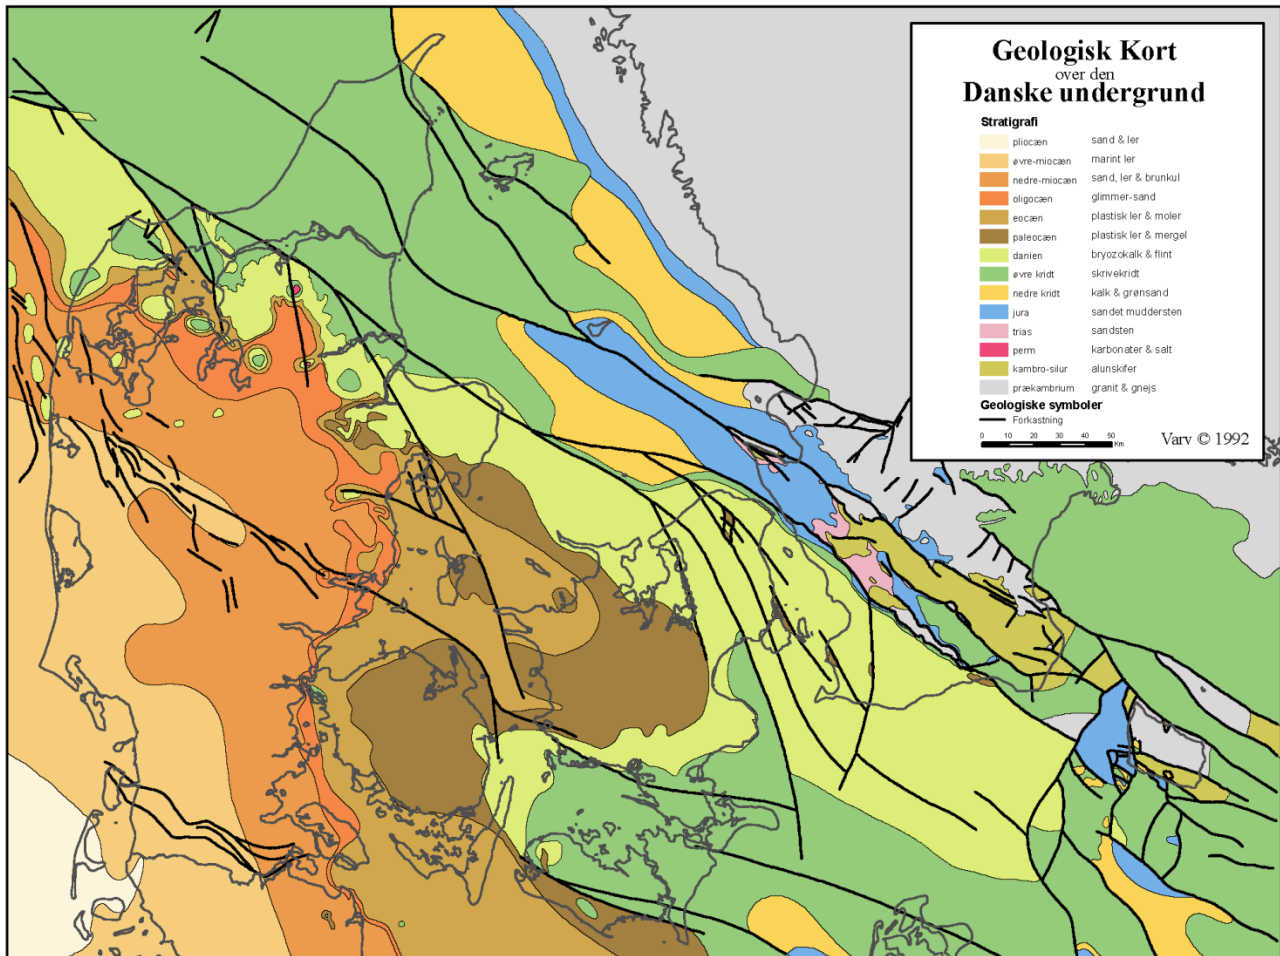 Geologisk Kort
over den
Danske undergrund
Stratigrafi
pliocæn sand & ler
øvre-miocæn marint ler
nedre-miocæn sand, ler & brunkul
oligocæn glimmer-sand
eocæn plastisk ler & moler
paleocæn plastisk ler & mergel
danien bryozokalk & flint
øvre kridt skrivekridt
nedre kridt kalk & grønsand
jura sandet muddersten
trias sandsten
perm karbonater & salt
kambro-silur alunskifer
prækambrium granit & gnejs
Geologiske symboler
Forkastning
0 10 20 30 40 50 Km
Varv © 1992